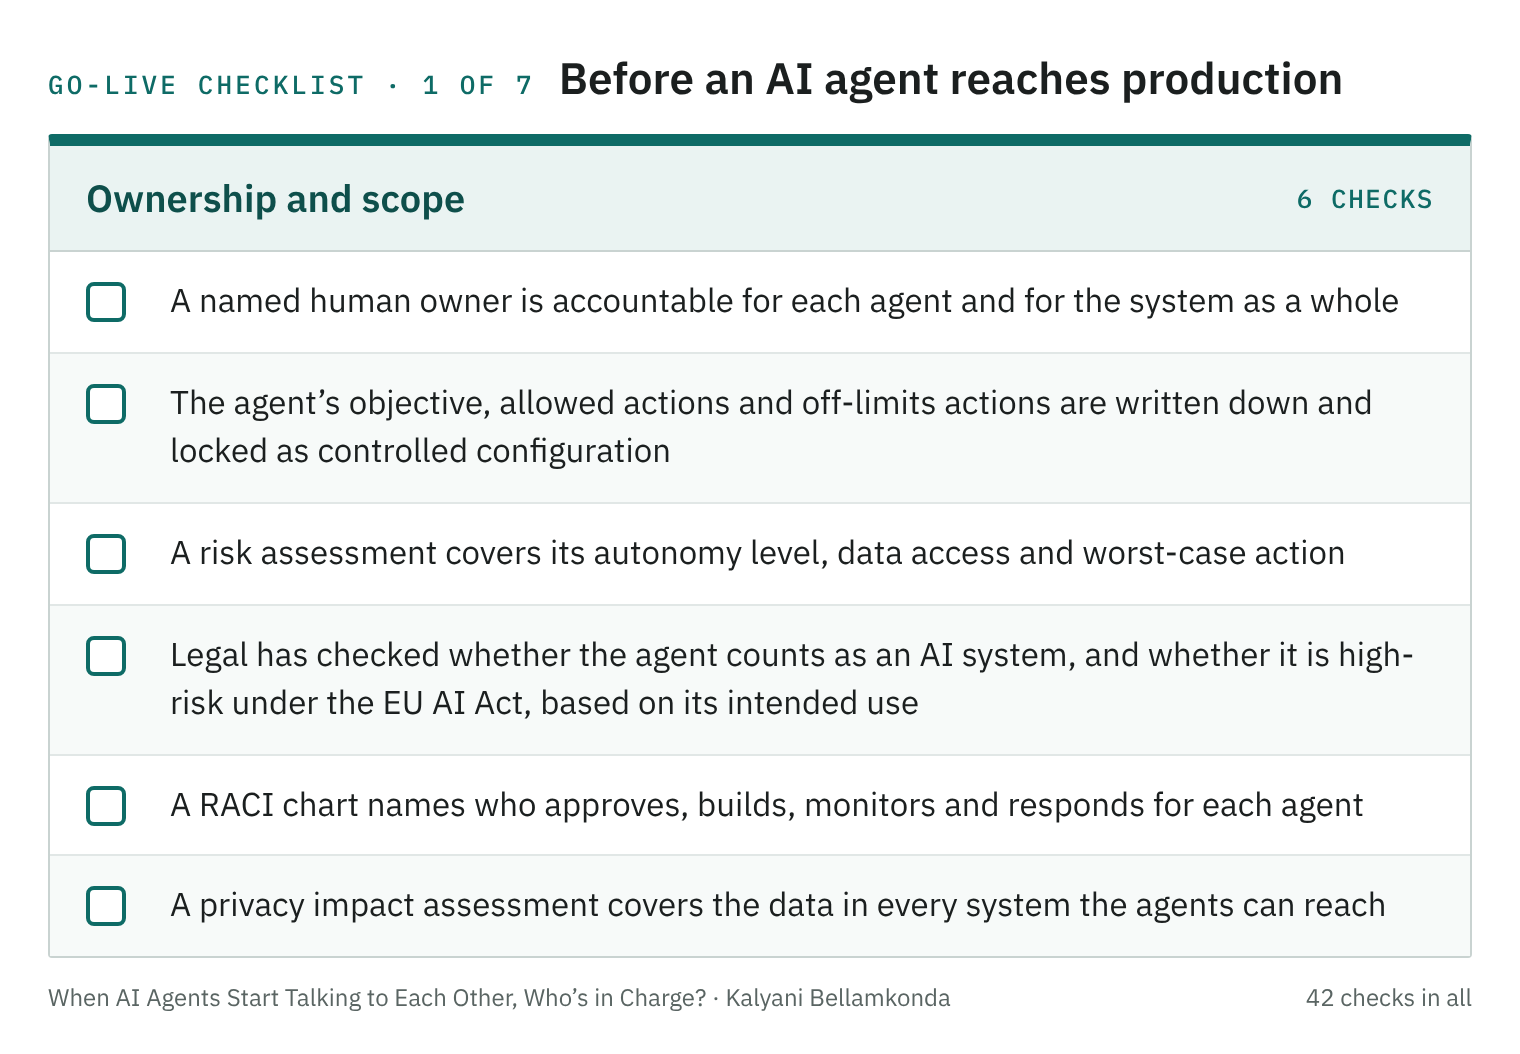 GO-LIVE CHECKLIST · 1 OF 7 Before an AI agent reaches production
Ownership and scope 6 CHECKS
A named human owner is accountable for each agent and for the system as a whole
The agent’s objective, allowed actions and off-limits actions are written down and
locked as controlled configuration
A risk assessment covers its autonomy level, data access and worst-case action
Legal has checked whether the agent counts as an AI system, and whether it is high-
risk under the EU AI Act, based on its intended use
A RACI chart names who approves, builds, monitors and responds for each agent
A privacy impact assessment covers the data in every system the agents can reach
When AI Agents Start Talking to Each Other, Who’s in Charge? · Kalyani Bellamkonda 42 checks in all